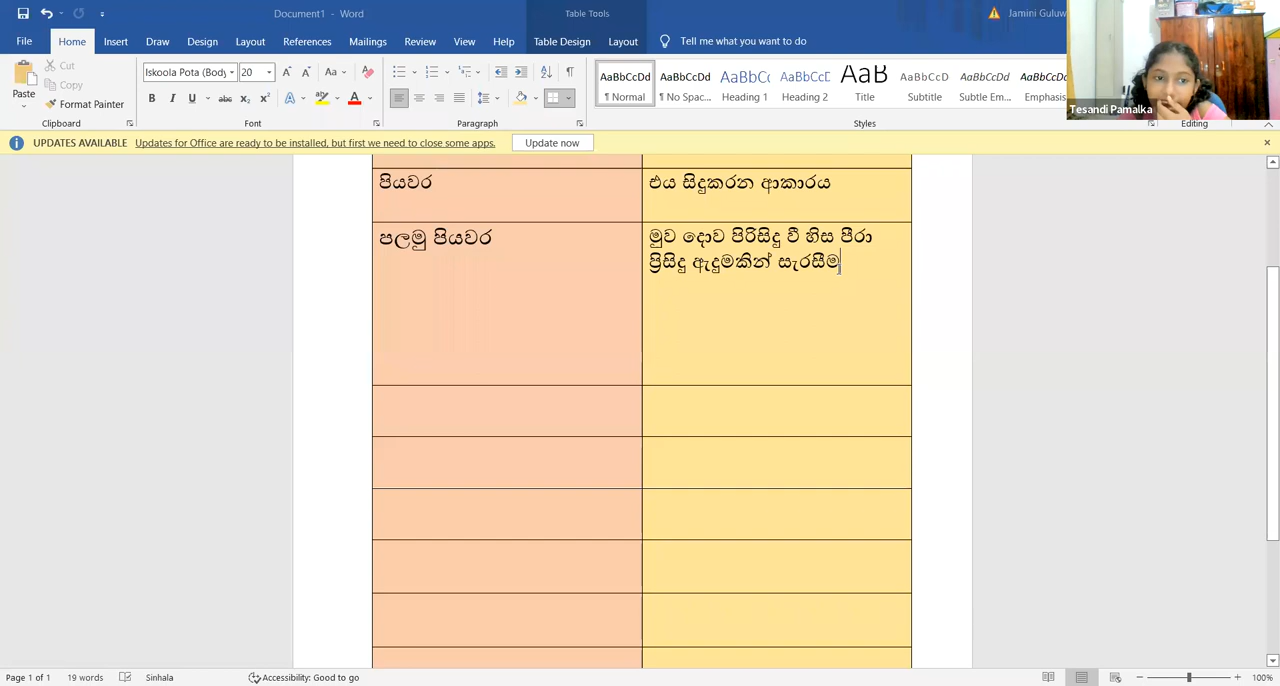 Document1 - Word
Table Tools
Jamini Guluw
File
Home
Insert
Draw
Design
Layout
References
Mailings
Review
View
Help
Table Design
Layout
Tell me what you want to do
Paste
Cut
Copy
Format Painter
Clipboard
Iskoola Pota (Body
20
Font
Paragraph
AaBbCcDd
¶ Normal
AaBbCcDd
¶ No Spac...
AaBbCc
Heading 1
AaBbCcD
Heading 2
AaB
Title
AaBbCcD
Subtitle
AaBbCcDd
Subtle Em...
AaBbCcDd
Emphasis
Styles
Editing
Tesandi Pamalka
UPDATES AVAILABLE Updates for Office are ready to be installed, but first we need to close some apps. Update now
පියවර
එය සිදුකරන ආකාරය
පලමු පියවර
මුව දොව පිරිසිදු වී හිස පීරා
ප්‍රිසිදු ඇදුමකින් සැරසීම
Page 1 of 1
19 words
Sinhala
Accessibility: Good to go
100%